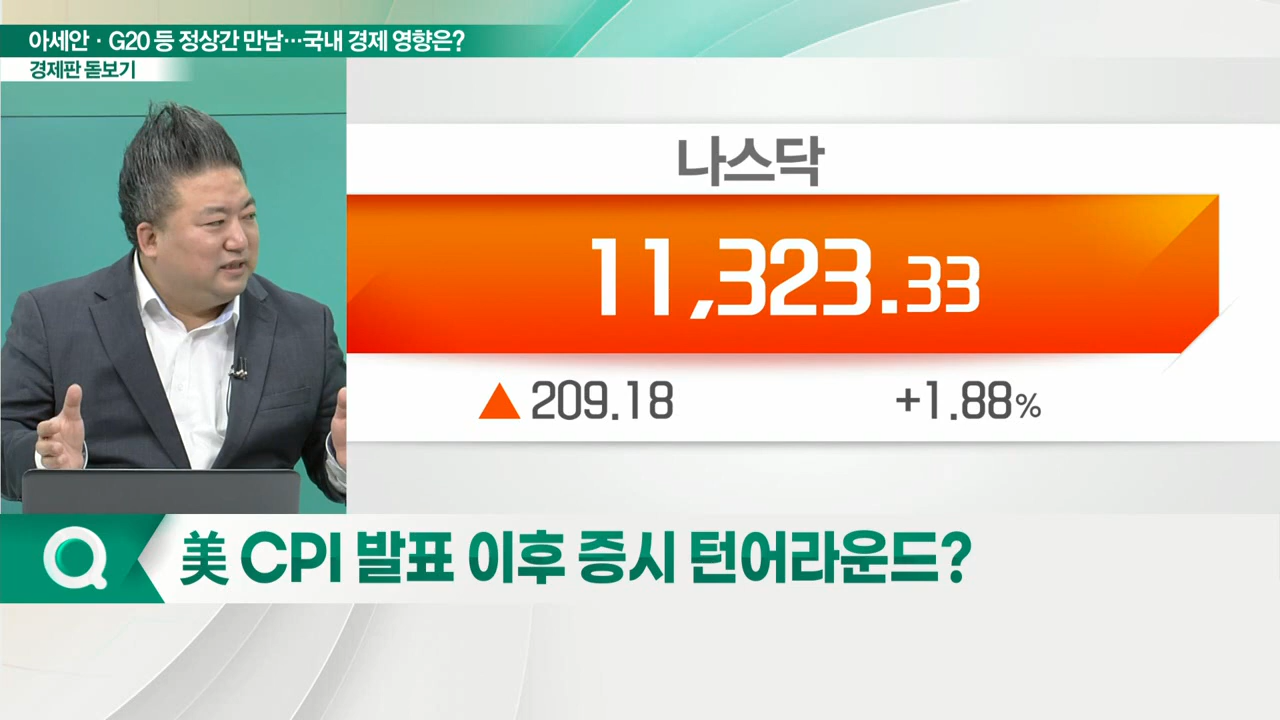 아세안 · G20 등 정상간 만남…국내 경제 영향은?
경제판 돋보기
나스닥
11,323.33
▲ 209.18 +1.88%
Q 美 CPI 발표 이후 증시 턴어라운드?